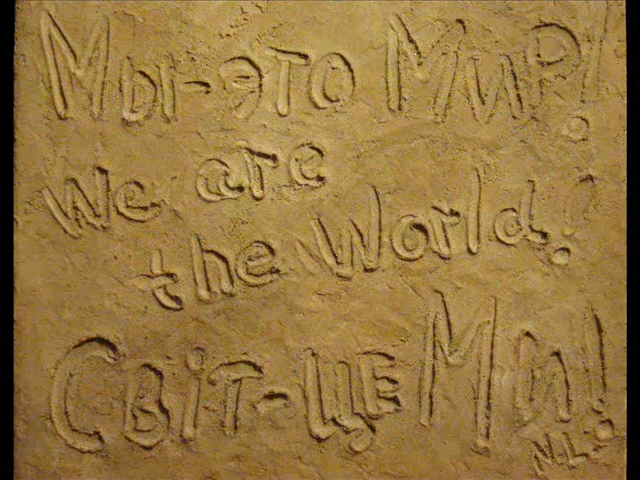 Мы-это Мир!
We are
the World!
Світ-це Ми!
N.L.